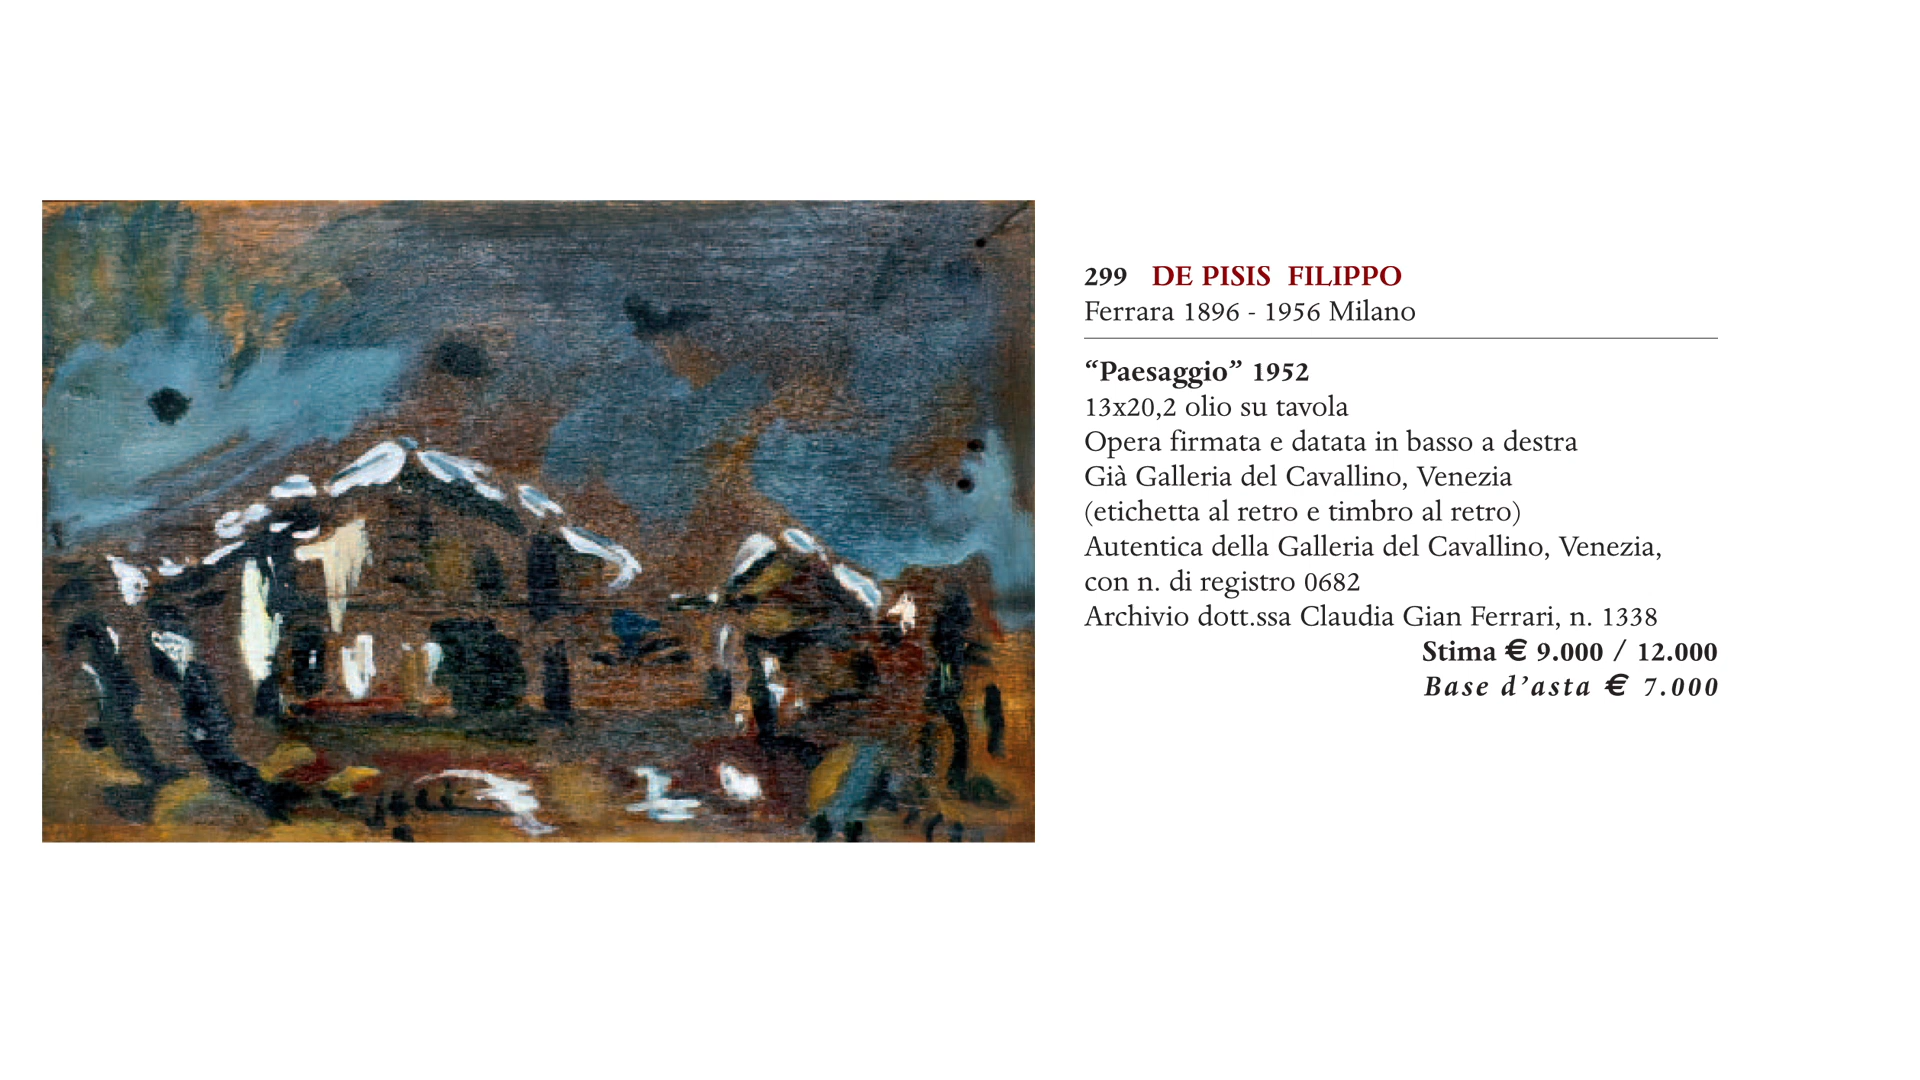 299 DE PISIS FILIPPO
Ferrara 1896 - 1956 Milano
“Paesaggio” 1952
13x20,2 olio su tavola
Opera firmata e datata in basso a destra
Già Galleria del Cavallino, Venezia
(etichetta al retro e timbro al retro)
Autentica della Galleria del Cavallino, Venezia,
con n. di registro 0682
Archivio dott.ssa Claudia Gian Ferrari, n. 1338
Stima € 9.000 / 12.000
Base d’asta € 7.000